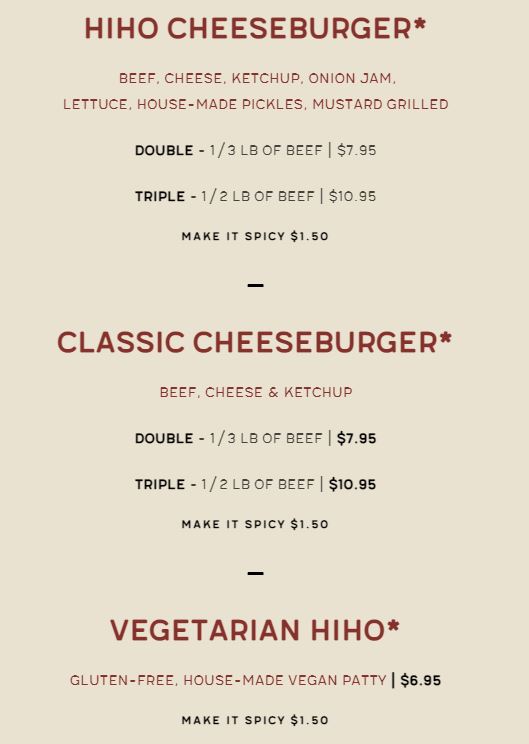 HIHO CHEESEBURGER*
BEEF, CHEESE, KETCHUP, ONION JAM,
LETTUCE, HOUSE-MADE PICKLES, MUSTARD GRILLED
DOUBLE - 1/3 LB OF BEEF | $7.95
TRIPLE - 1/2 LB OF BEEF | $10.95
MAKE IT SPICY $1.50
—
CLASSIC CHEESEBURGER*
BEEF, CHEESE & KETCHUP
DOUBLE - 1/3 LB OF BEEF | $7.95
TRIPLE - 1/2 LB OF BEEF | $10.95
MAKE IT SPICY $1.50
—
VEGETARIAN HIHO*
GLUTEN-FREE, HOUSE-MADE VEGAN PATTY | $6.95
MAKE IT SPICY $1.50